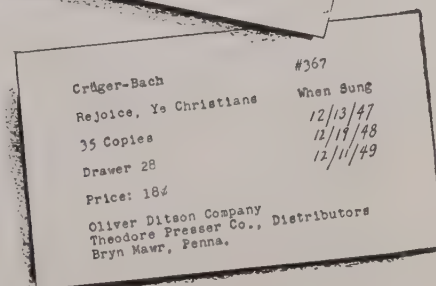 #367
Crüger-Bach
When Sung
Rejoice, Ye Christians
12/13/47
35 Copies
12/19/48
12/11/49
Drawer 28
Price: 18¢
Oliver Ditson Company
Theodore Presser Co., Distributors
Bryn Mawr, Penna.